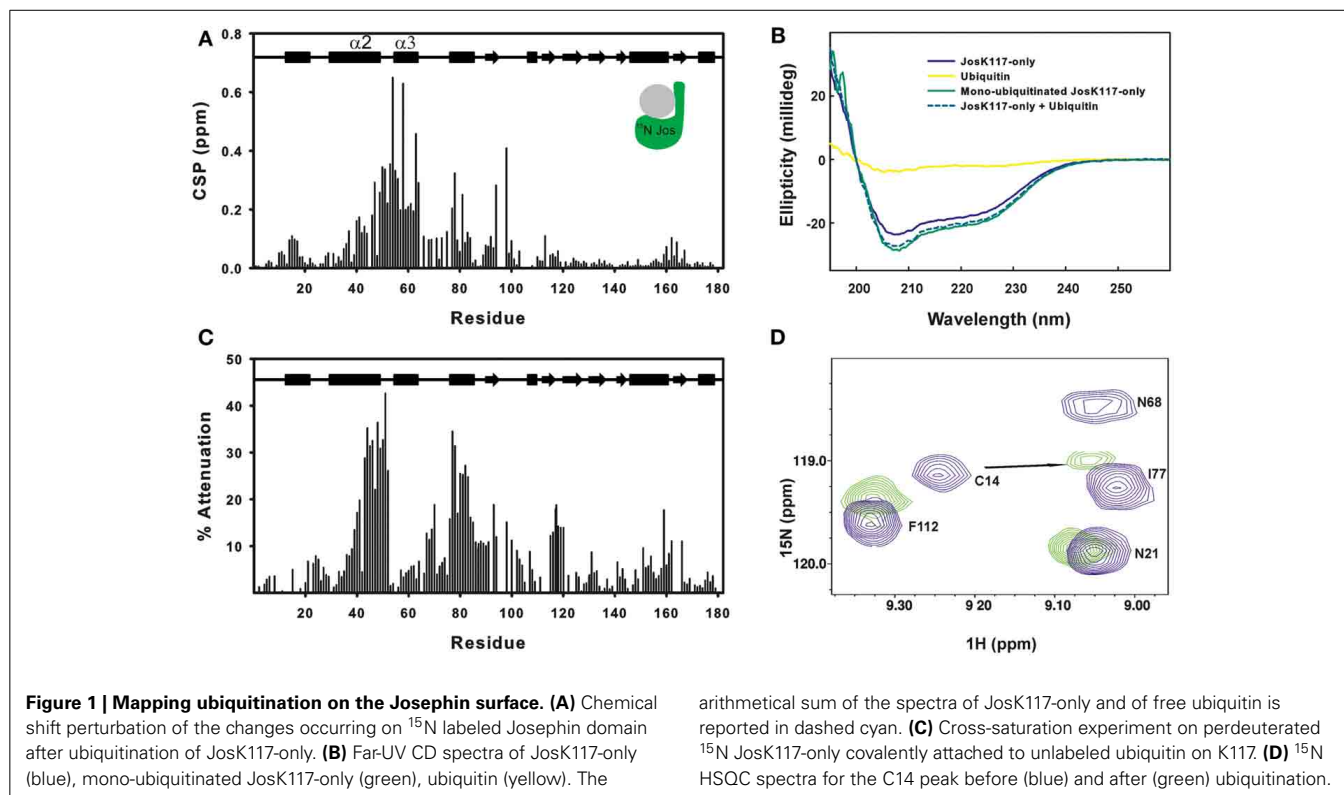 A
α2 α3
0.8
0.6
0.4
0.2
0.0
CSP (ppm)
15N Jos
20 40 60 80 100 120 140 160 180
Residue
B
JosK117-only
Ubiquitin
Mono-ubiquitinated JosK117-only
JosK117-only + Ubiquitin
20
0
-20
Ellipticity (millideg)
200 210 220 230 240 250
Wavelength (nm)
C
50
40
30
20
10
% Attenuation
20 40 60 80 100 120 140 160 180
Residue
D
N68
C14
I77
F112
N21
119.0
120.0
15N (ppm)
9.30 9.20 9.10 9.00
1H (ppm)
Figure 1 | Mapping ubiquitination on the Josephin surface. (A) Chemical
shift perturbation of the changes occurring on 15N labeled Josephin domain
after ubiquitination of JosK117-only. (B) Far-UV CD spectra of JosK117-only
(blue), mono-ubiquitinated JosK117-only (green), ubiquitin (yellow). The
arithmetical sum of the spectra of JosK117-only and of free ubiquitin is
reported in dashed cyan. (C) Cross-saturation experiment on perdeuterated
15N JosK117-only covalently attached to unlabeled ubiquitin on K117. (D) 15N
HSQC spectra for the C14 peak before (blue) and after (green) ubiquitination.